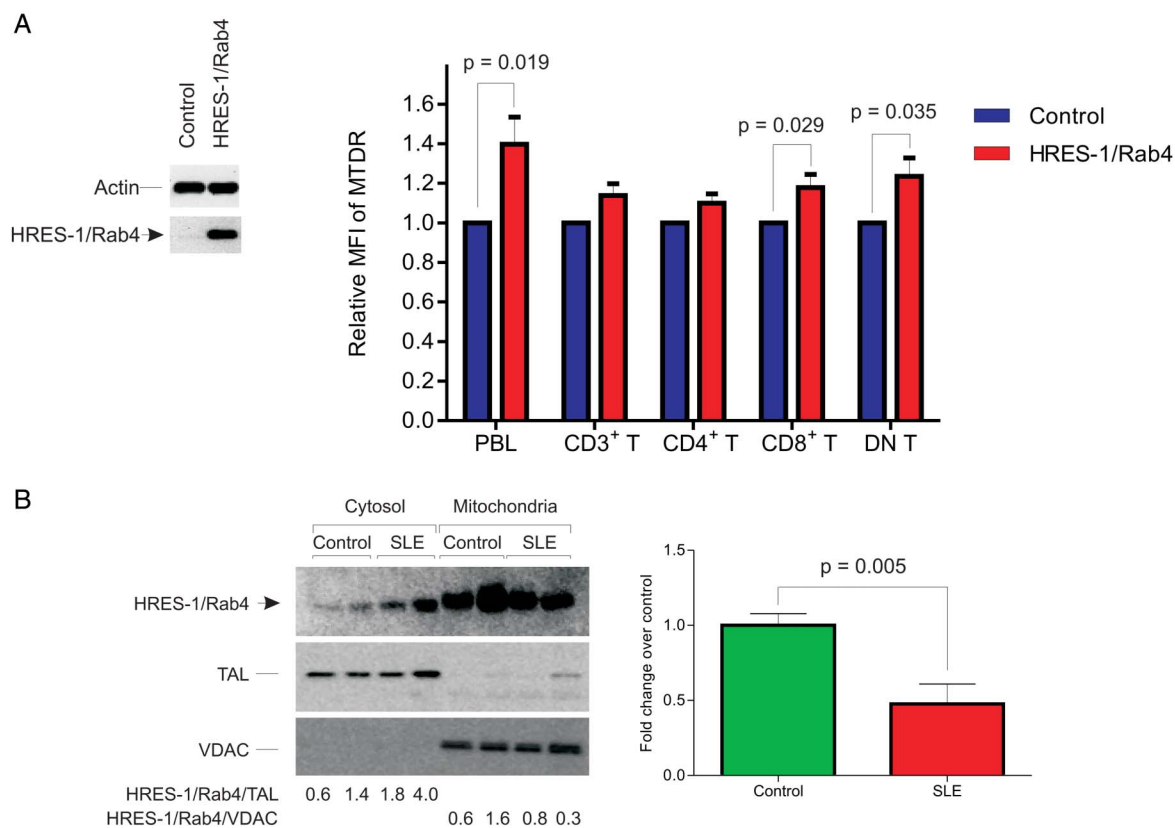 A
Control
HRES-1/Rab4
Actin
HRES-1/Rab4
Relative MFI of MTDR
1.6
1.4
1.2
1.0
0.8
0.6
0.4
0.2
0.0
p = 0.019
p = 0.029
p = 0.035
PBL CD3⁺ T CD4⁺ T CD8⁺ T DN T
Control
HRES-1/Rab4
B
Cytosol Mitochondria
Control SLE Control SLE
HRES-1/Rab4
TAL
VDAC
HRES-1/Rab4/TAL 0.6 1.4 1.8 4.0
HRES-1/Rab4/VDAC 0.6 1.6 0.8 0.3
Fold change over control
1.5
1.0
0.5
0.0
p = 0.005
Control SLE